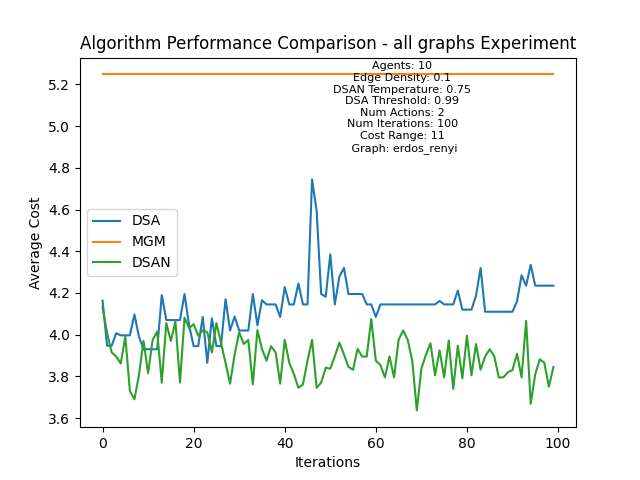 Algorithm Performance Comparison - all graphs Experiment
Agents: 10
Edge Density: 0.1
DSAN Temperature: 0.75
DSA Threshold: 0.99
Num Actions: 2
Num Iterations: 100
Cost Range: 11
Graph: erdos_renyi
Average Cost
5.2
5.0
4.8
4.6
4.4
4.2
4.0
3.8
3.6
DSA
MGM
DSAN
0 20 40 60 80 100
Iterations